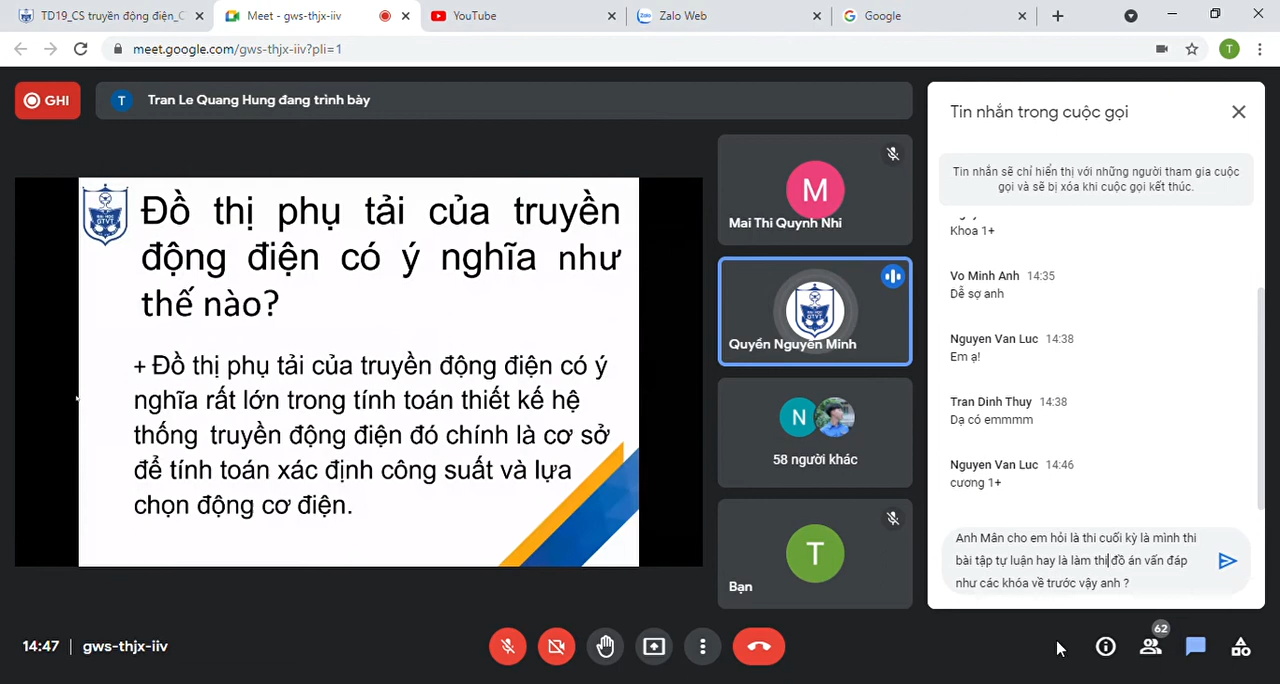 TD19_CS truyền động điện_C
Meet - gws-thjx-iiv
YouTube
Zalo
Zalo Web
Google
meet.google.com/gws-thjx-iiv?pli=1
T
GHI
T
Tran Le Quang Hung đang trình bày
ĐẠI HỌC
GTVT
Đồ thị phụ tải của truyền
động điện có ý nghĩa như
thế nào?
+ Đồ thị phụ tải của truyền động điện có ý
nghĩa rất lớn trong tính toán thiết kế hệ
thống truyền động điện đó chính là cơ sở
để tính toán xác định công suất và lựa
chọn động cơ điện.
M
Mai Thi Quynh Nhi
ĐẠI HỌC
GTVT
Quyền Nguyễn Minh
N
58 người khác
T
Bạn
Tin nhắn trong cuộc gọi
Tin nhắn sẽ chỉ hiển thị với những người tham gia cuộc
gọi và sẽ bị xóa khi cuộc gọi kết thúc.
Khoa 1+
Vo Minh Anh 14:35
Dễ sợ anh
Nguyen Van Luc 14:38
Em ạ!
Tran Dinh Thuy 14:38
Dạ có emmmm
Nguyen Van Luc 14:46
cương 1+
Anh Mân cho em hỏi là thi cuối kỳ là mình thi
bài tập tự luận hay là làm thi đồ án vấn đáp
như các khóa về trước vậy anh ?
14:47 | gws-thjx-iiv
62